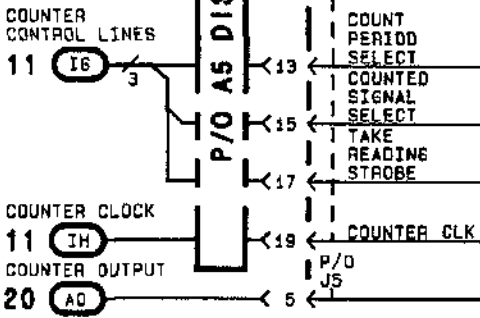 COUNTER
CONTROL LINES
11 I6
3
P/O A5 DIS
13
15
17
19
5
COUNT
PERIOD
SELECT
COUNTED
SIGNAL
SELECT
TAKE
READING
STROBE
COUNTER CLOCK
11 IH
COUNTER CLK
COUNTER OUTPUT
20 AO
P/O
J5